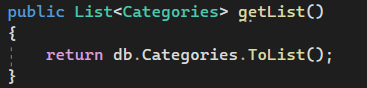 public List<Categories> getList()
{
return db.Categories.ToList();
}